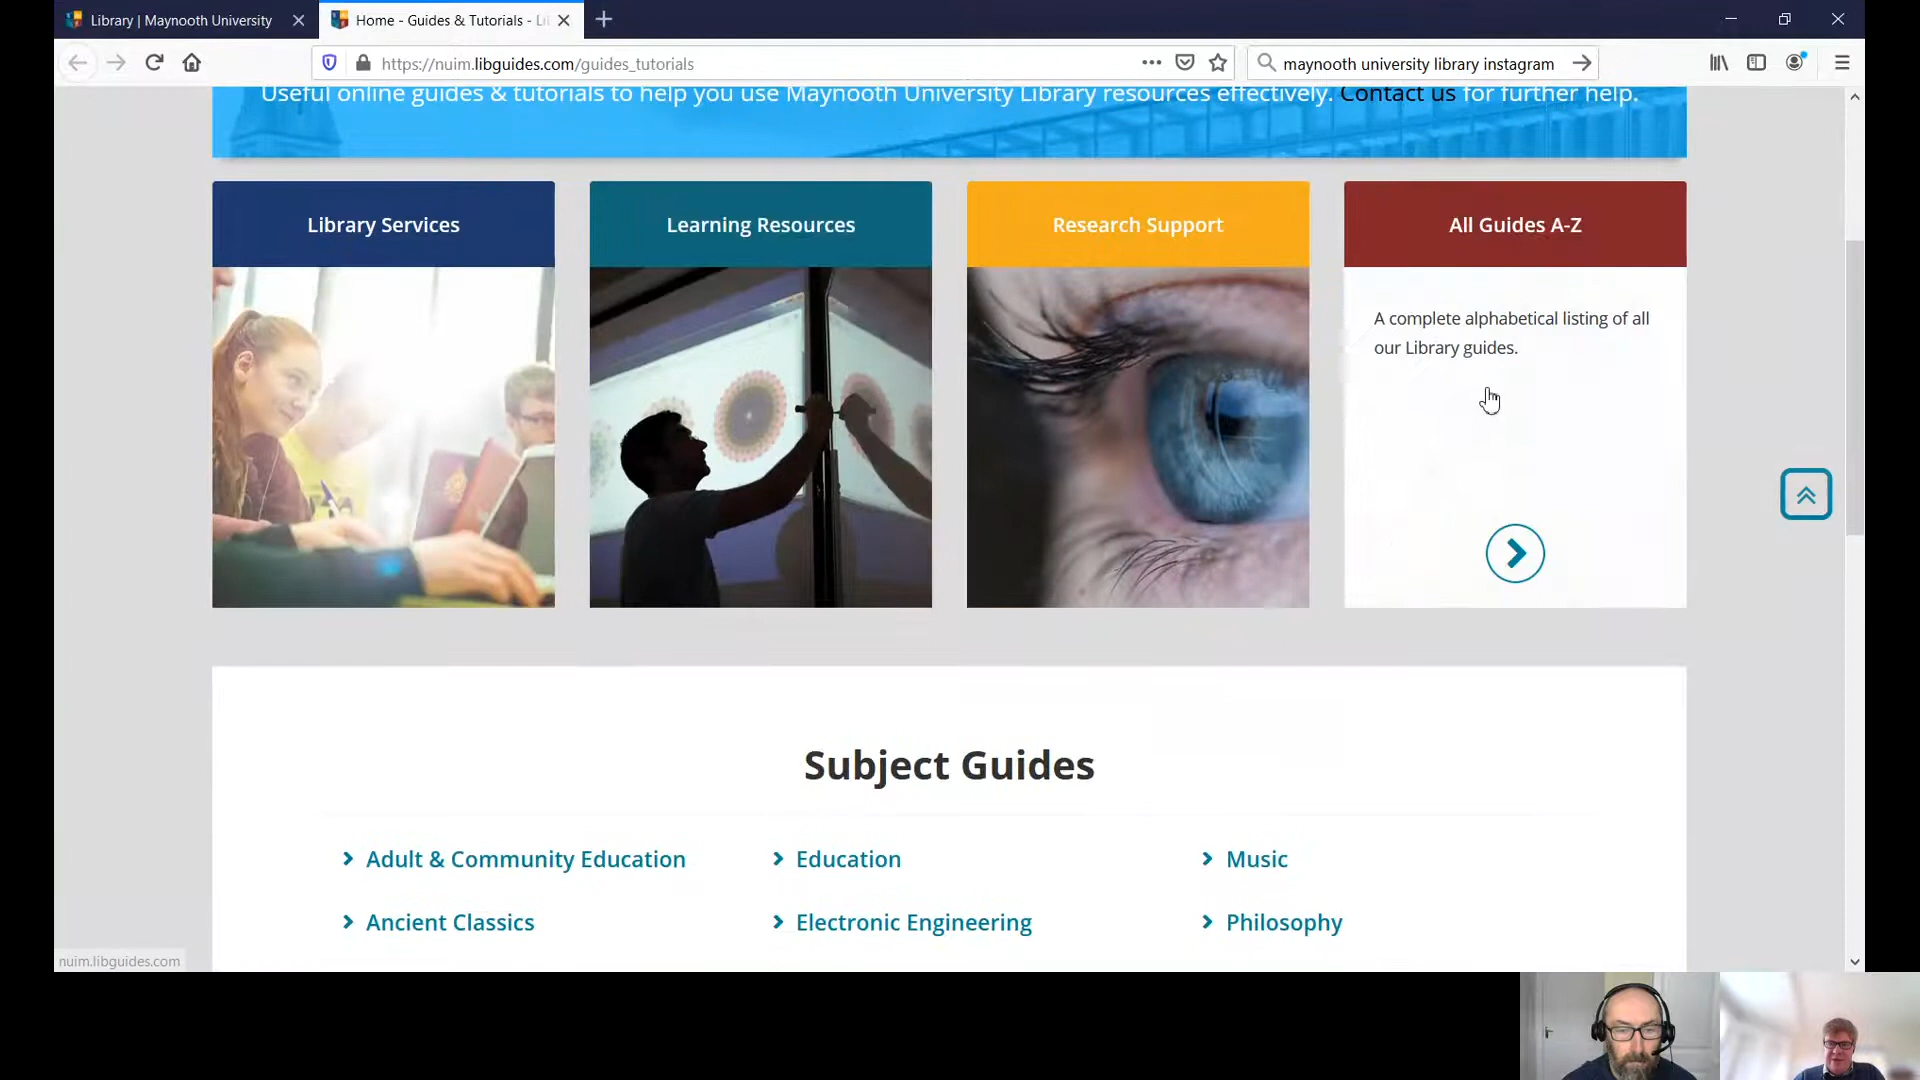 Library | Maynooth University
Home - Guides & Tutorials - Li
https://nuim.libguides.com/guides_tutorials
maynooth university library instagram
Useful online guides & tutorials to help you use Maynooth University Library resources effectively. Contact us for further help.
Library Services
Learning Resources
Research Support
All Guides A-Z
A complete alphabetical listing of all
our Library guides.
Subject Guides
Adult & Community Education
Education
Music
Ancient Classics
Electronic Engineering
Philosophy
nuim.libguides.com